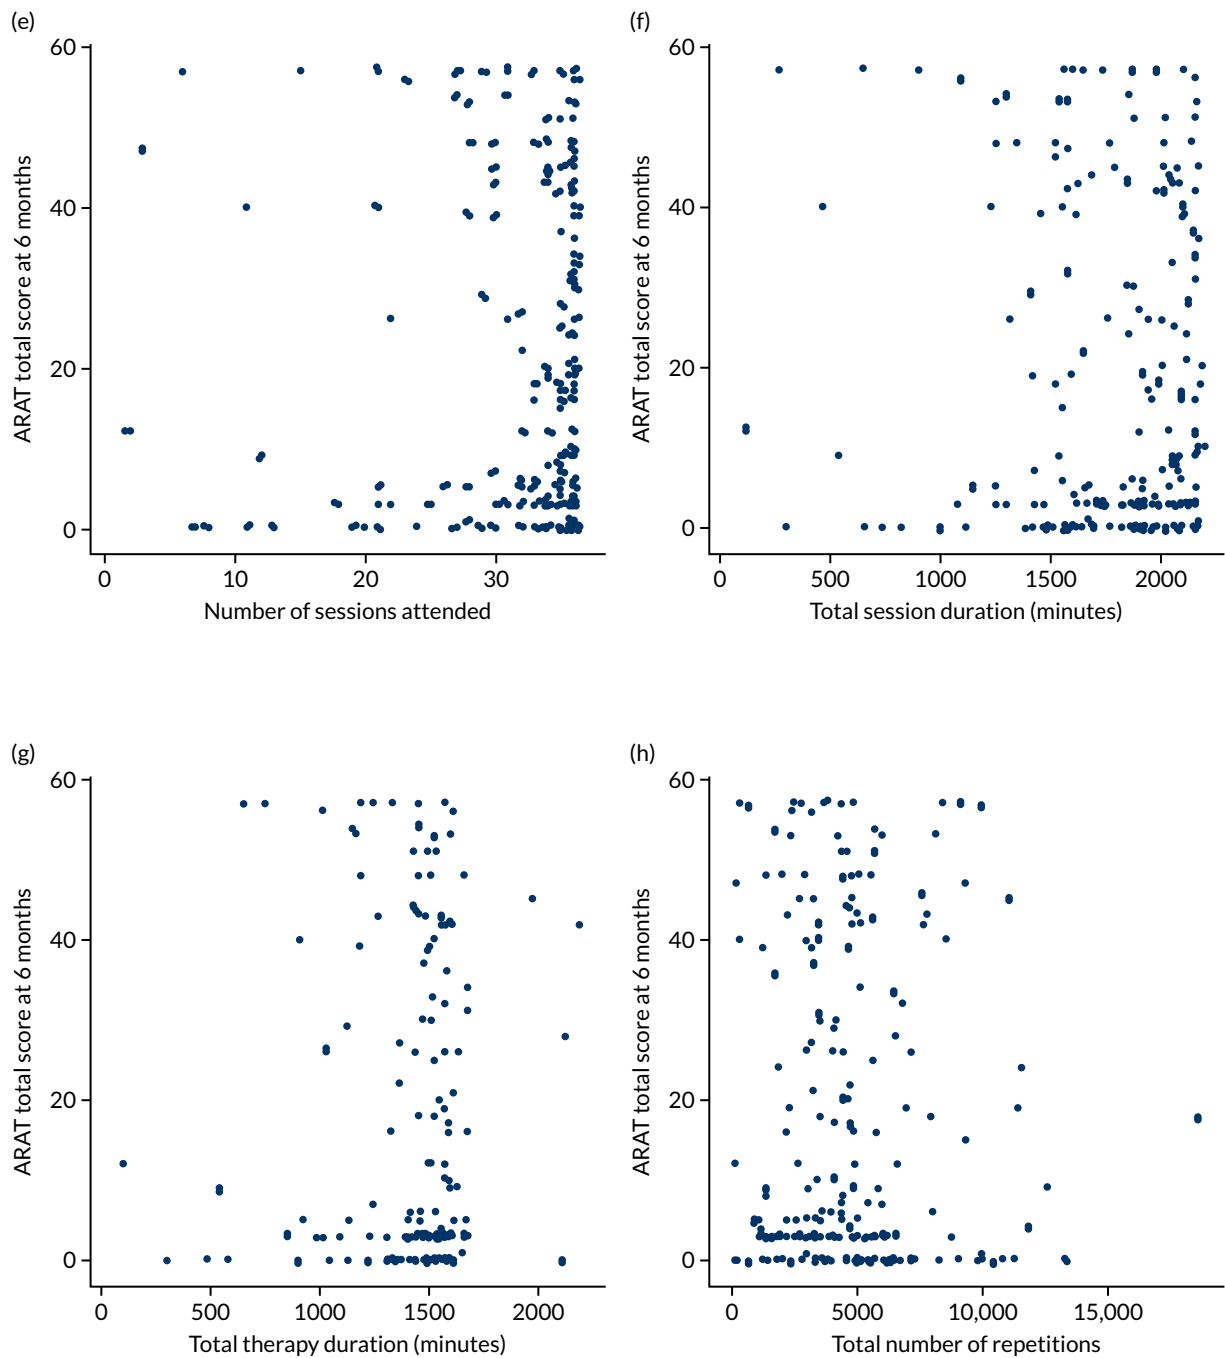 (e)
60
40
20
0
ARAT total score at 6 months
0 10 20 30
Number of sessions attended
(f)
60
40
20
0
ARAT total score at 6 months
0 500 1000 1500 2000
Total session duration (minutes)
(g)
60
40
20
0
ARAT total score at 6 months
0 500 1000 1500 2000
Total therapy duration (minutes)
(h)
60
40
20
0
ARAT total score at 6 months
0 5000 10,000 15,000
Total number of repetitions